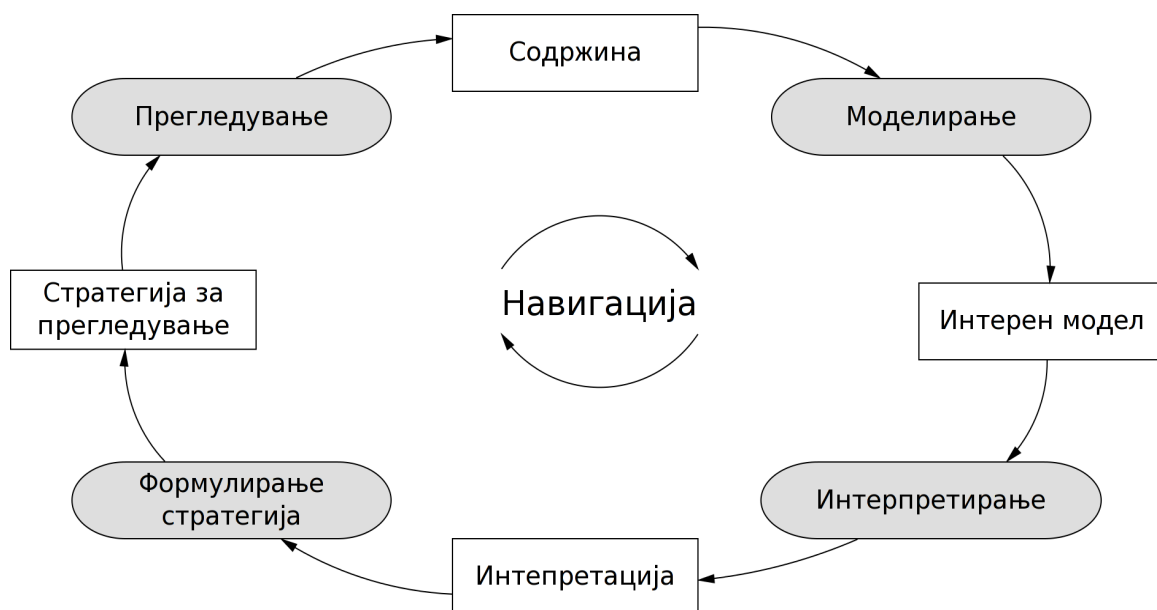 Содржина
Прегледување
Моделирање
Стратегија за
прегледување
Навигација
Интерен модел
Формулирање
стратегија
Интерпретирање
Интепретација